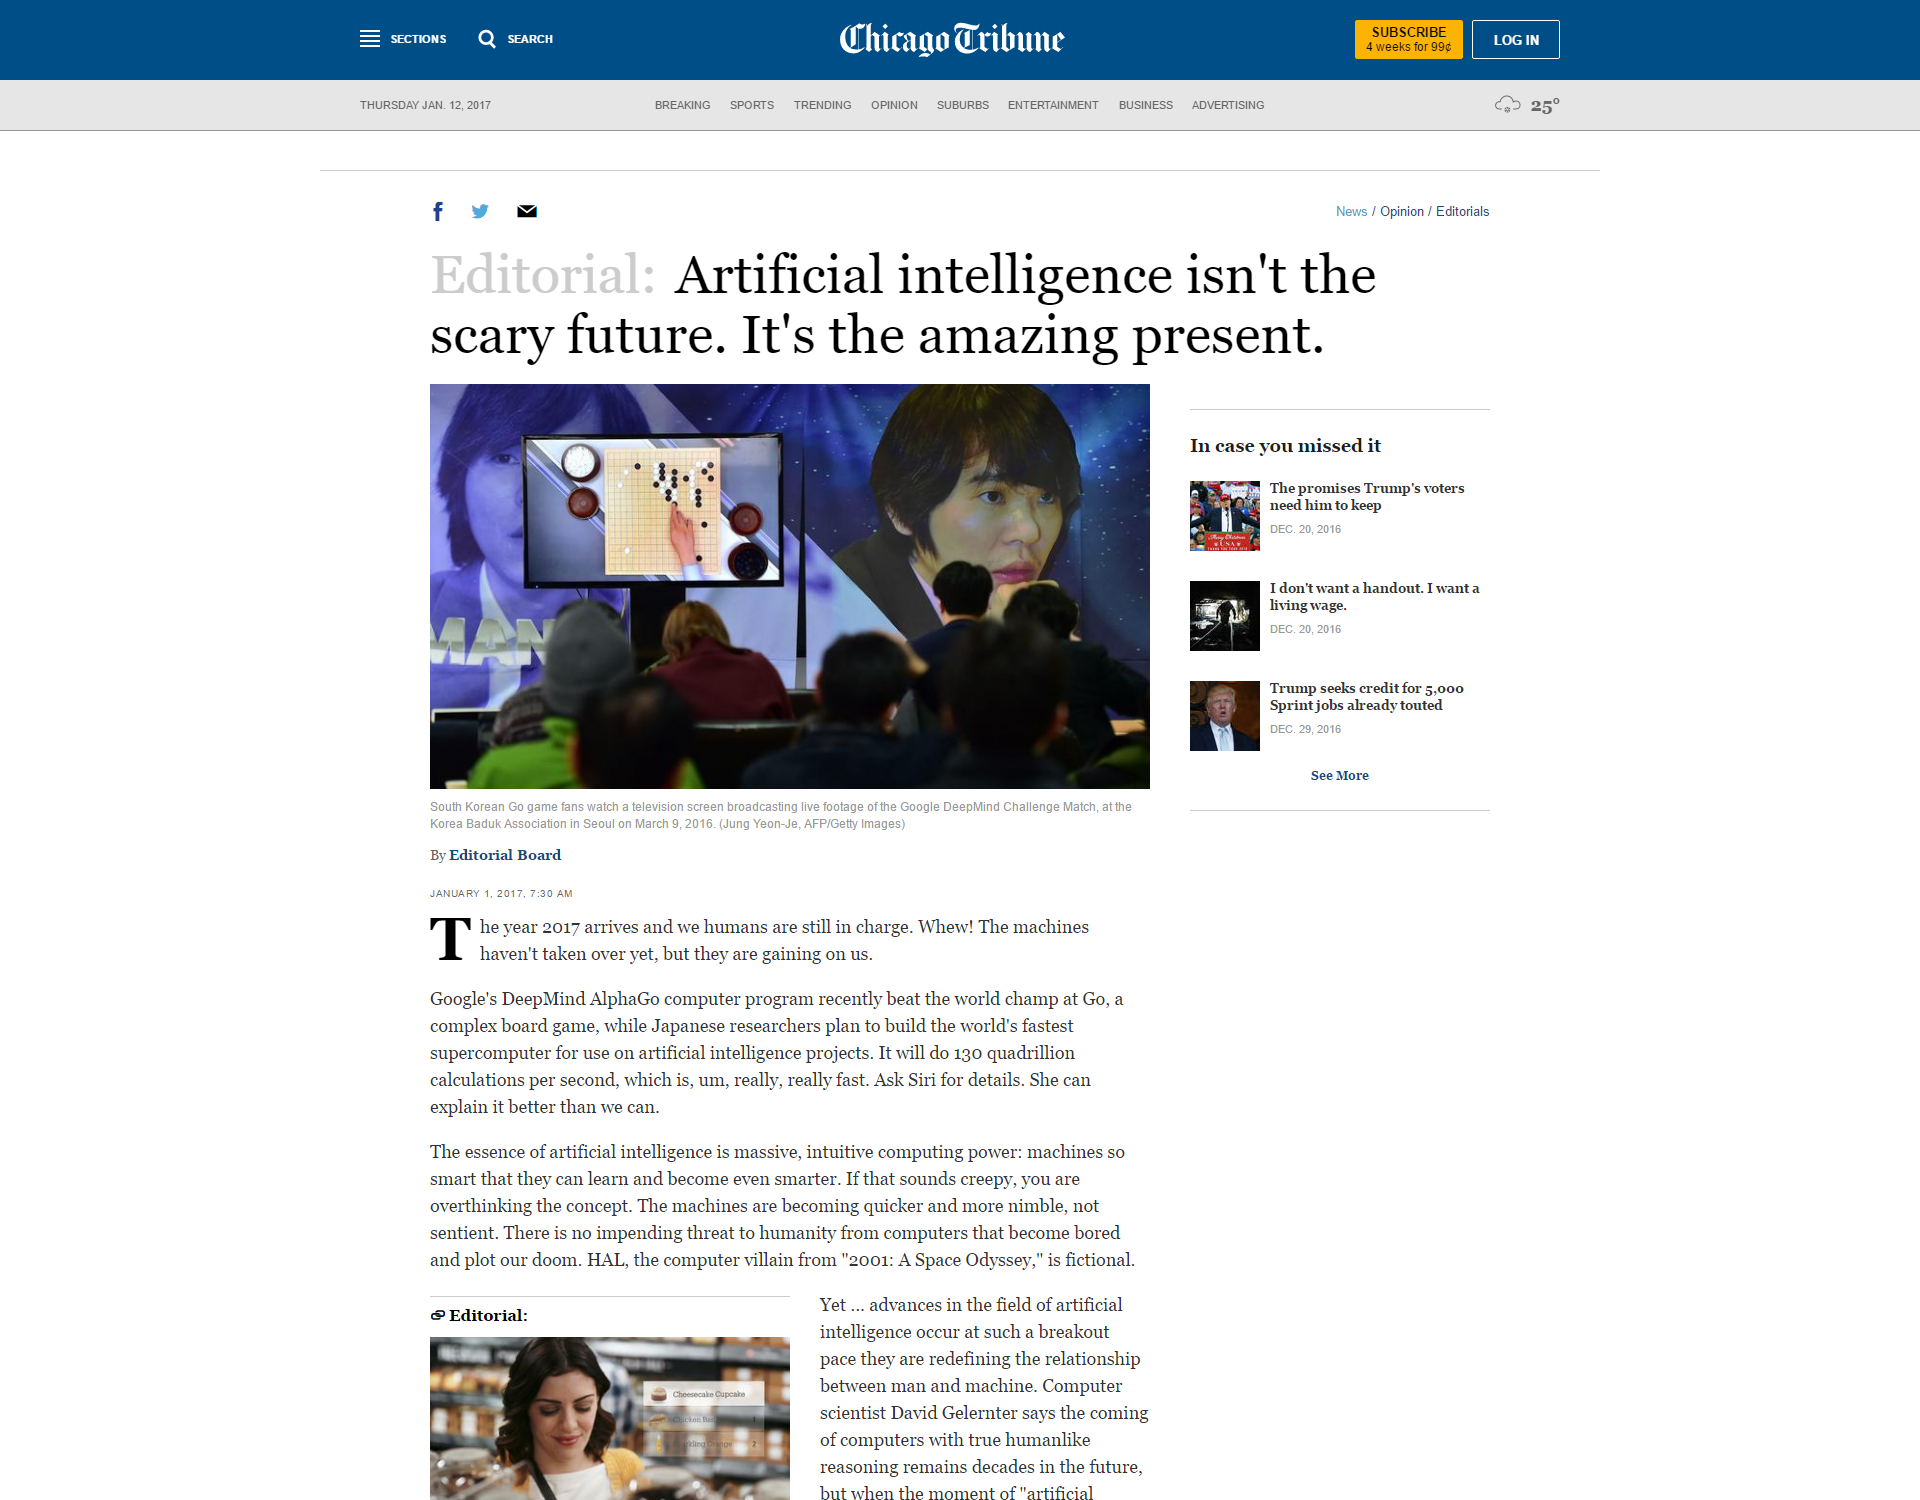 SECTIONS
SEARCH
Chicago Tribune
SUBSCRIBE
4 weeks for 99¢
LOG IN
THURSDAY JAN. 12, 2017
BREAKING SPORTS TRENDING OPINION SUBURBS ENTERTAINMENT BUSINESS ADVERTISING
25°
News / Opinion / Editorials
Editorial: Artificial intelligence isn't the
scary future. It's the amazing present.
MAN
South Korean Go game fans watch a television screen broadcasting live footage of the Google DeepMind Challenge Match, at the
Korea Baduk Association in Seoul on March 9, 2016. (Jung Yeon-Je, AFP/Getty Images)
By Editorial Board
JANUARY 1, 2017, 7:30 AM
The year 2017 arrives and we humans are still in charge. Whew! The machines
haven't taken over yet, but they are gaining on us.
Google's DeepMind AlphaGo computer program recently beat the world champ at Go, a
complex board game, while Japanese researchers plan to build the world's fastest
supercomputer for use on artificial intelligence projects. It will do 130 quadrillion
calculations per second, which is, um, really, really fast. Ask Siri for details. She can
explain it better than we can.
The essence of artificial intelligence is massive, intuitive computing power: machines so
smart that they can learn and become even smarter. If that sounds creepy, you are
overthinking the concept. The machines are becoming quicker and more nimble, not
sentient. There is no impending threat to humanity from computers that become bored
and plot our doom. HAL, the computer villain from "2001: A Space Odyssey," is fictional.
Editorial:
Cheesecake Cupcake
Chicken 1
Orange 2
Yet ... advances in the field of artificial
intelligence occur at such a breakout
pace they are redefining the relationship
between man and machine. Computer
scientist David Gelernter says the coming
of computers with true humanlike
reasoning remains decades in the future,
but when the moment of "artificial
In case you missed it
The promises Trump's voters
need him to keep
DEC. 20, 2016
I don't want a handout. I want a
living wage.
DEC. 20, 2016
Trump seeks credit for 5,000
Sprint jobs already touted
DEC. 29, 2016
See More